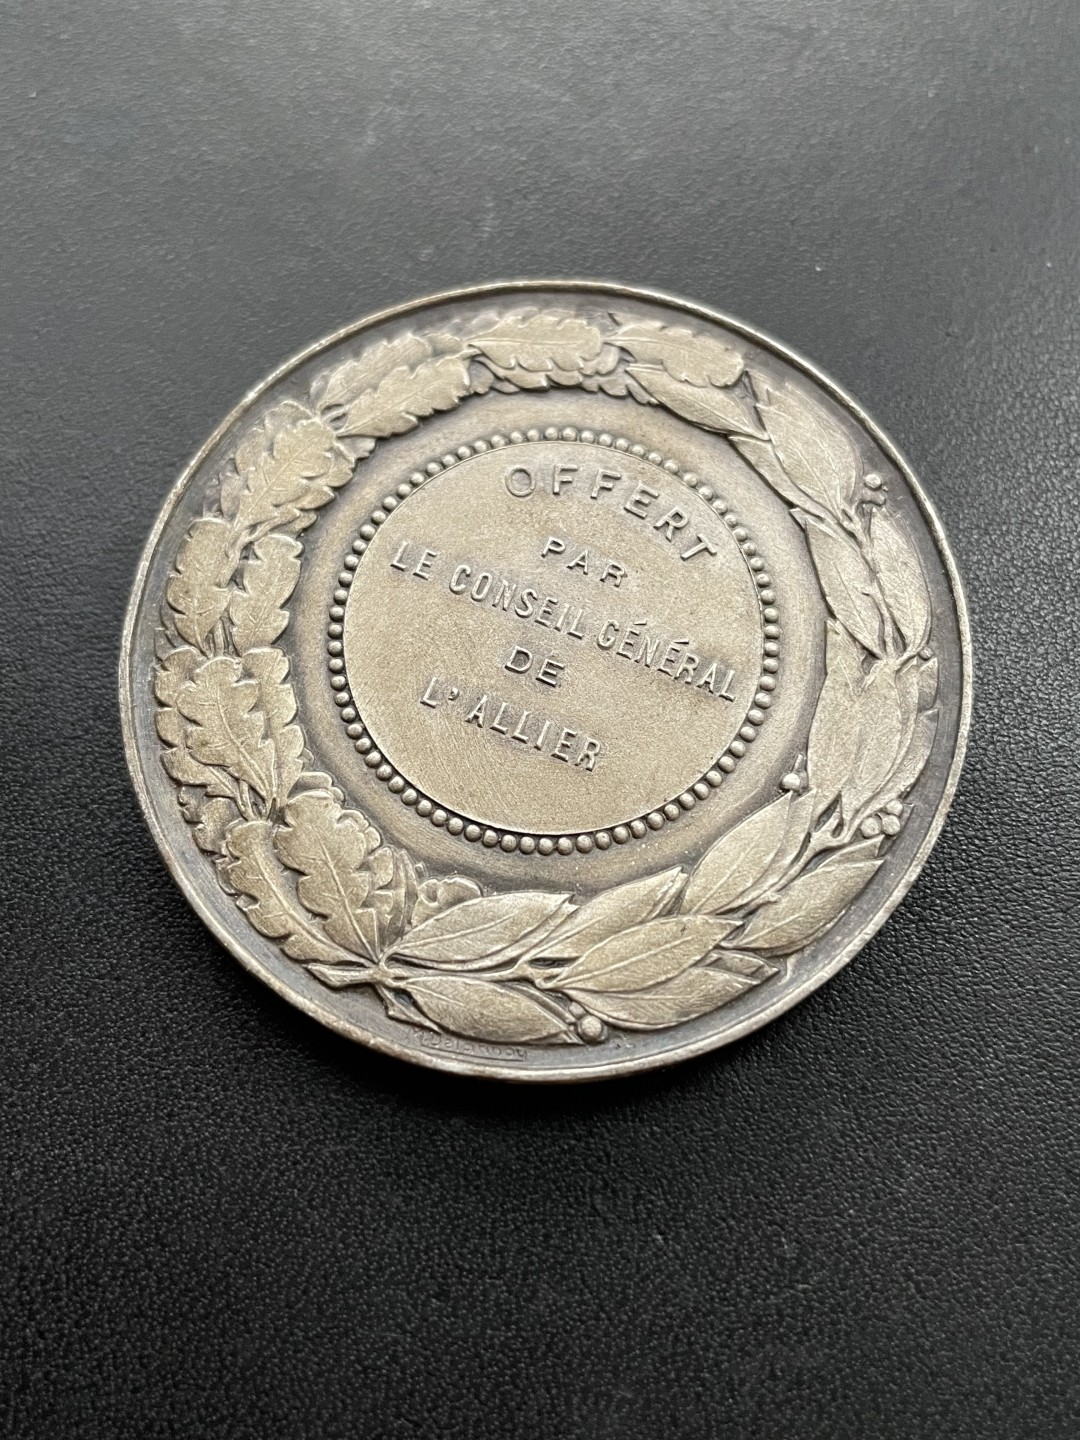 OFFERT
PAR
LE CONSEIL GÉNÉRAL
DE
L'ALLIER